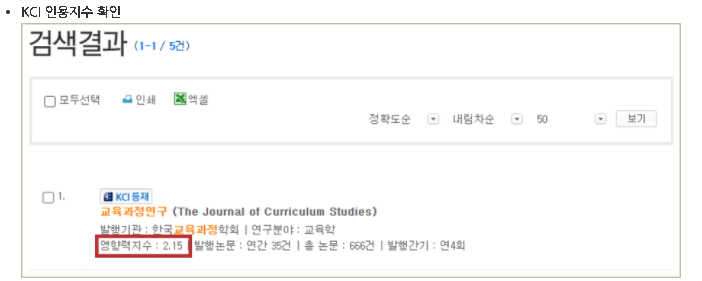 • KCI 인용지수 확인
검색결과 (1-1 / 5건)
모두선택 인쇄 엑셀
정확도순 내림차순 50 보기
1. KCI 등재
교육과정연구 (The Journal of Curriculum Studies)
발행기관 : 한국교육과정학회 | 연구분야 : 교육학
영향력지수 : 2.15 | 발행논문 : 연간 35건 | 총 논문 : 666건 | 발행간기 : 연4회